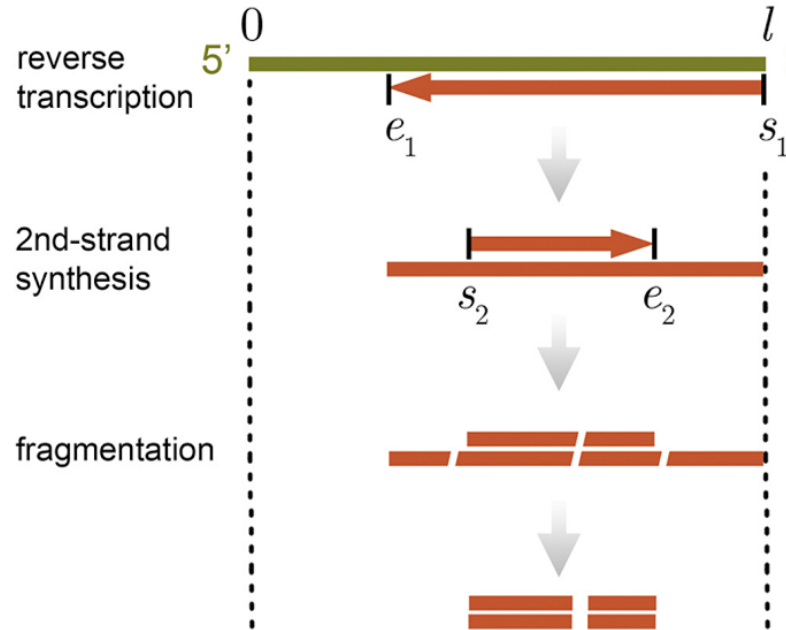 0 l
reverse 5’
transcription
e1 s1
2nd-strand
synthesis
s2 e2
fragmentation